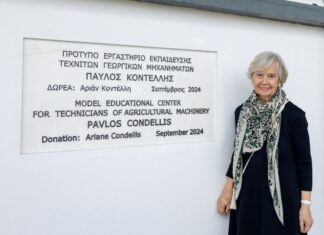 ΠΡΟΤΥΠΟ ΕΡΓΑΣΤΗΡΙΟ ΕΚΠΑΙΔΕΥΣΗΣ
ΤΕΧΝΙΤΩΝ ΓΕΩΡΓΙΚΩΝ ΜΗΧΑΝΗΜΑΤΩΝ
ΠΑΥΛΟΣ ΚΟΝΤΕΛΛΗΣ
ΔΩΡΕΑ: Αριάν Κοντέλλη Σεπτέμβριος 2024
MODEL EDUCATIONAL CENTER
FOR TECHNICIANS OF AGRICULTURAL MACHINERY
PAVLOS CONDELLIS
Donation: Ariane Condellis September 2024